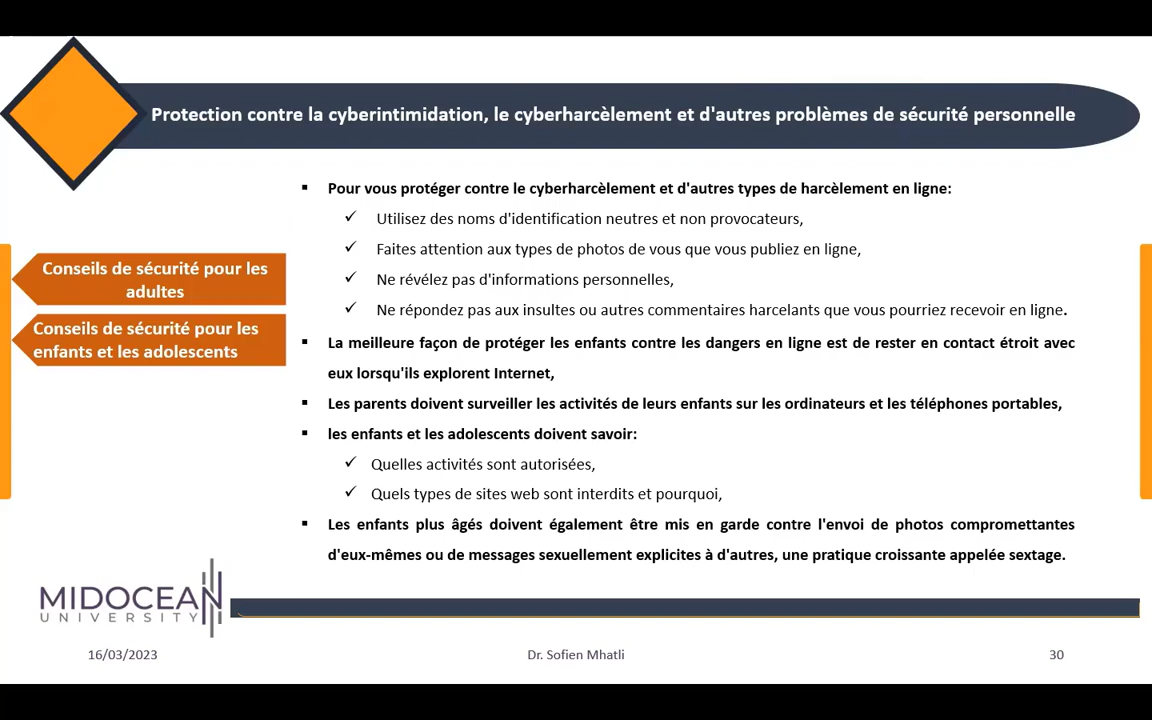 Protection contre la cyberintimidation, le cyberharcèlement et d'autres problèmes de sécurité personnelle
Conseils de sécurité pour les
adultes
Conseils de sécurité pour les
enfants et les adolescents
▪ Pour vous protéger contre le cyberharcèlement et d'autres types de harcèlement en ligne:
✓ Utilisez des noms d'identification neutres et non provocateurs,
✓ Faites attention aux types de photos de vous que vous publiez en ligne,
✓ Ne révélez pas d'informations personnelles,
✓ Ne répondez pas aux insultes ou autres commentaires harcelants que vous pourriez recevoir en ligne.
▪ La meilleure façon de protéger les enfants contre les dangers en ligne est de rester en contact étroit avec
eux lorsqu'ils explorent Internet,
▪ Les parents doivent surveiller les activités de leurs enfants sur les ordinateurs et les téléphones portables,
▪ les enfants et les adolescents doivent savoir:
✓ Quelles activités sont autorisées,
✓ Quels types de sites web sont interdits et pourquoi,
▪ Les enfants plus âgés doivent également être mis en garde contre l'envoi de photos compromettantes
d'eux-mêmes ou de messages sexuellement explicites à d'autres, une pratique croissante appelée sextage.
MIDOCEAN
UNIVERSITY
16/03/2023
Dr. Sofien Mhatli
30